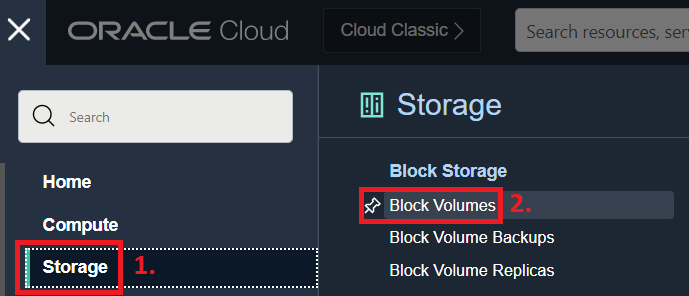 ORACLE Cloud
Cloud Classic
Search resources, ser
Search
Home
Compute
Storage
1.
Storage
Block Storage
Block Volumes
2.
Block Volume Backups
Block Volume Replicas